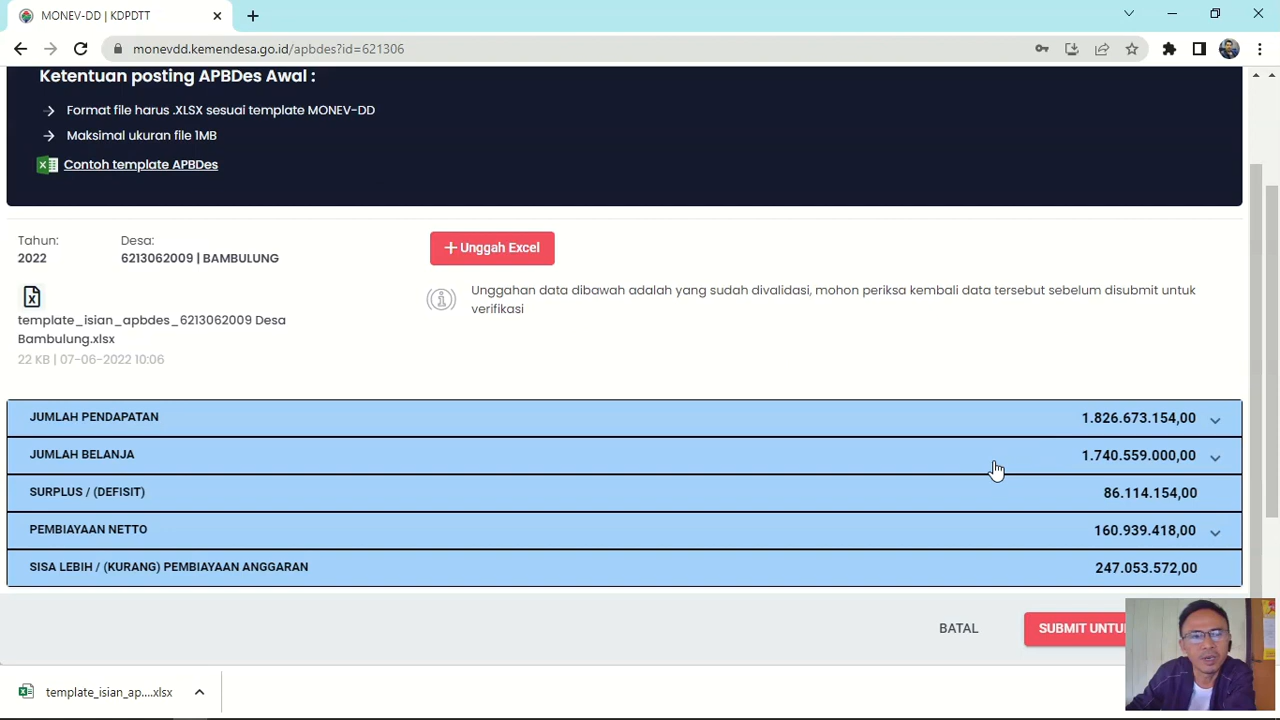 MONEV-DD | KDPDTT
monevdd.kemendesa.go.id/apbdes?id=621306
Ketentuan posting APBDes Awal :
Format file harus .XLSX sesuai template MONEV-DD
Maksimal ukuran file 1MB
Contoh template APBDes
Tahun:
2022
Desa:
6213062009 | BAMBULUNG
+ Unggah Excel
Unggahan data dibawah adalah yang sudah divalidasi, mohon periksa kembali data tersebut sebelum disubmit untuk
verifikasi
template_isian_apbdes_6213062009 Desa
Bambulung.xlsx
22 KB | 07-06-2022 10:06
JUMLAH PENDAPATAN 1.826.673.154,00
JUMLAH BELANJA 1.740.559.000,00
SURPLUS / (DEFISIT) 86.114.154,00
PEMBIAYAAN NETTO 160.939.418,00
SISA LEBIH / (KURANG) PEMBIAYAAN ANGGARAN 247.053.572,00
BATAL
SUBMIT UNTU
template_isian_ap....xlsx